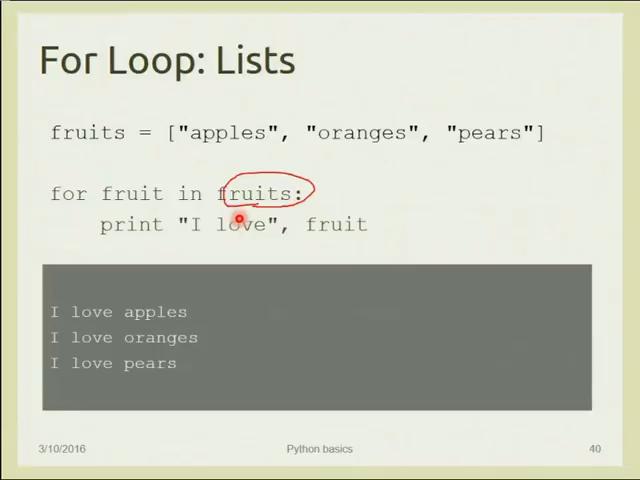 For Loop: Lists
fruits = ["apples", "oranges", "pears"]
for fruit in fruits:
print "I love", fruit
I love apples
I love oranges
I love pears
3/10/2016
Python basics
40